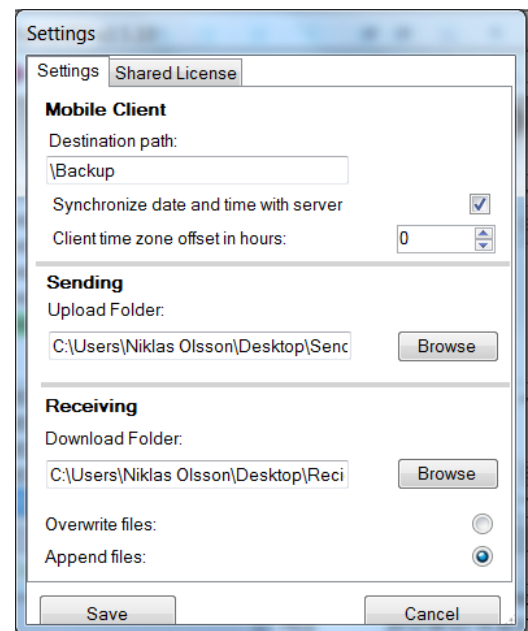 Settings
Settings Shared License
Mobile Client
Destination path:
\Backup
Synchronize date and time with server
Client time zone offset in hours: 0
Sending
Upload Folder:
C:\Users\Niklas Olsson\Desktop\Senc Browse
Receiving
Download Folder:
C:\Users\Niklas Olsson\Desktop\Reci Browse
Overwrite files:
Append files:
Save Cancel